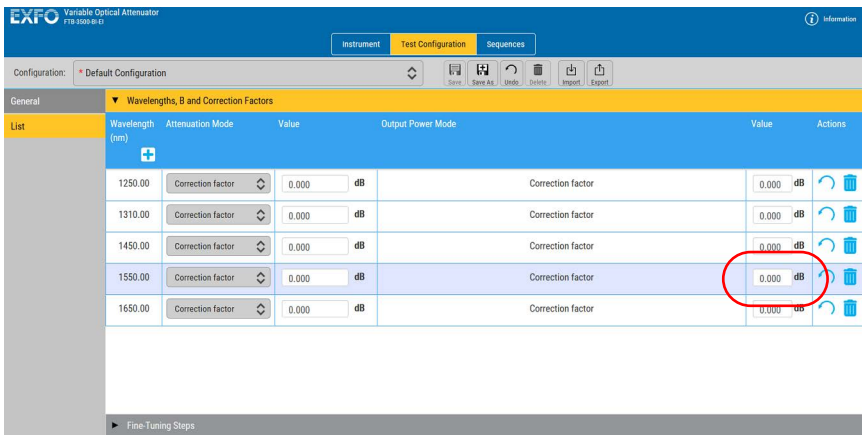 EXFO Variable Optical Attenuator
FTB-3500-BI-EI
Information
Instrument Test Configuration Sequences
Configuration: * Default Configuration
Save Save As Undo Delete Import Export
General
List
▼ Wavelengths, B and Correction Factors
Wavelength (nm) Attenuation Mode Value Output Power Mode Value Actions
1250.00 Correction factor 0.000 dB Correction factor 0.000 dB
1310.00 Correction factor 0.000 dB Correction factor 0.000 dB
1450.00 Correction factor 0.000 dB Correction factor 0.000 dB
1550.00 Correction factor 0.000 dB Correction factor 0.000 dB
1650.00 Correction factor 0.000 dB Correction factor 0.000 dB
► Fine-Tuning Steps